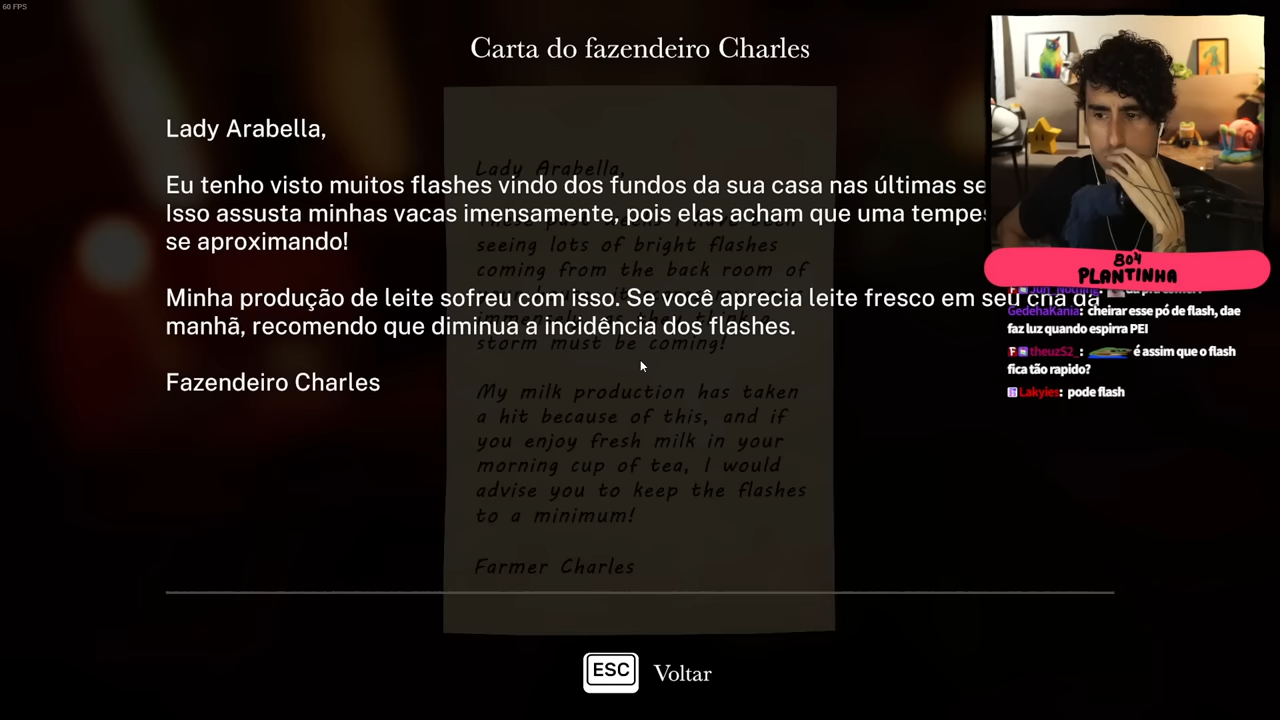 60 FPS
Carta do fazendeiro Charles
Lady Arabella,
Eu tenho visto muitos flashes vindo dos fundos da sua casa nas últimas
Isso assusta minhas vacas imensamente, pois elas acham que uma
se aproximando!
Minha produção de leite sofreu com isso. Se você aprecia leite fresco em seu chá da
manhã, recomendo que diminua a incidência dos flashes.
Fazendeiro Charles
Lady Arabella,
seeing lots of bright flashes
coming from the back room of
storm must be coming!
My milk production has taken
a hit because of this, and if
you enjoy fresh milk in your
morning cup of tea, I would
advise you to keep the flashes
to a minimum!
Farmer Charles
ESC Voltar
804
PLANTINHA
GedehaKania: cheirar esse pó de flash, dae
faz luz quando espirra PEI
theuzS2_: é assim que o flash
fica tão rapido?
Lakyies: pode flash